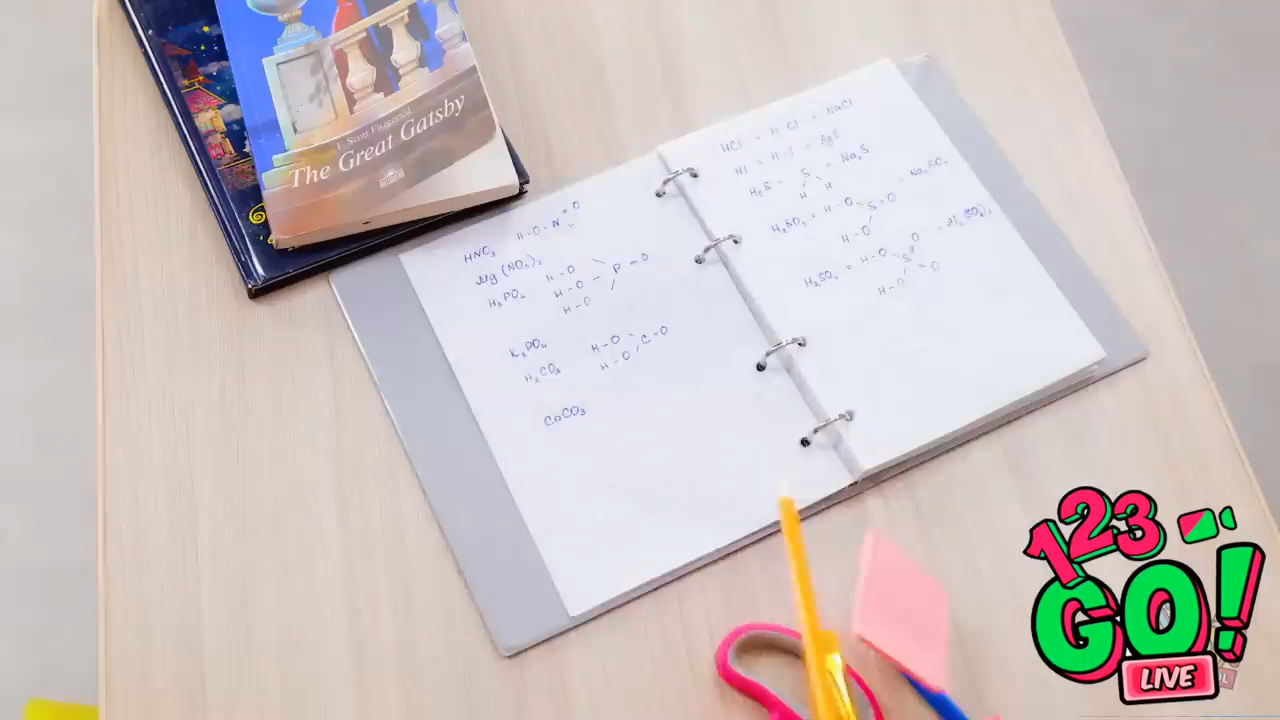 F. Scott Fitzgerald
The Great Gatsby
HNO₃ H-O-N=O
Mg(NO₃)₂
H₃PO₄ H-O
H-O - P=O
H-O
K₃PO₄
H₂CO₃ H-O
H-O C=O
CaCO₃
HCl = H-Cl = NaCl
HI = H-I =
H₂S - S = Na₂S
H H
H₂SO₃ = H-O S=O = Na₂SO₃
H-O
H₂SO₄ = H-O S O = Al₂(SO₄)₃
H-O O
123
GO!
LIVE